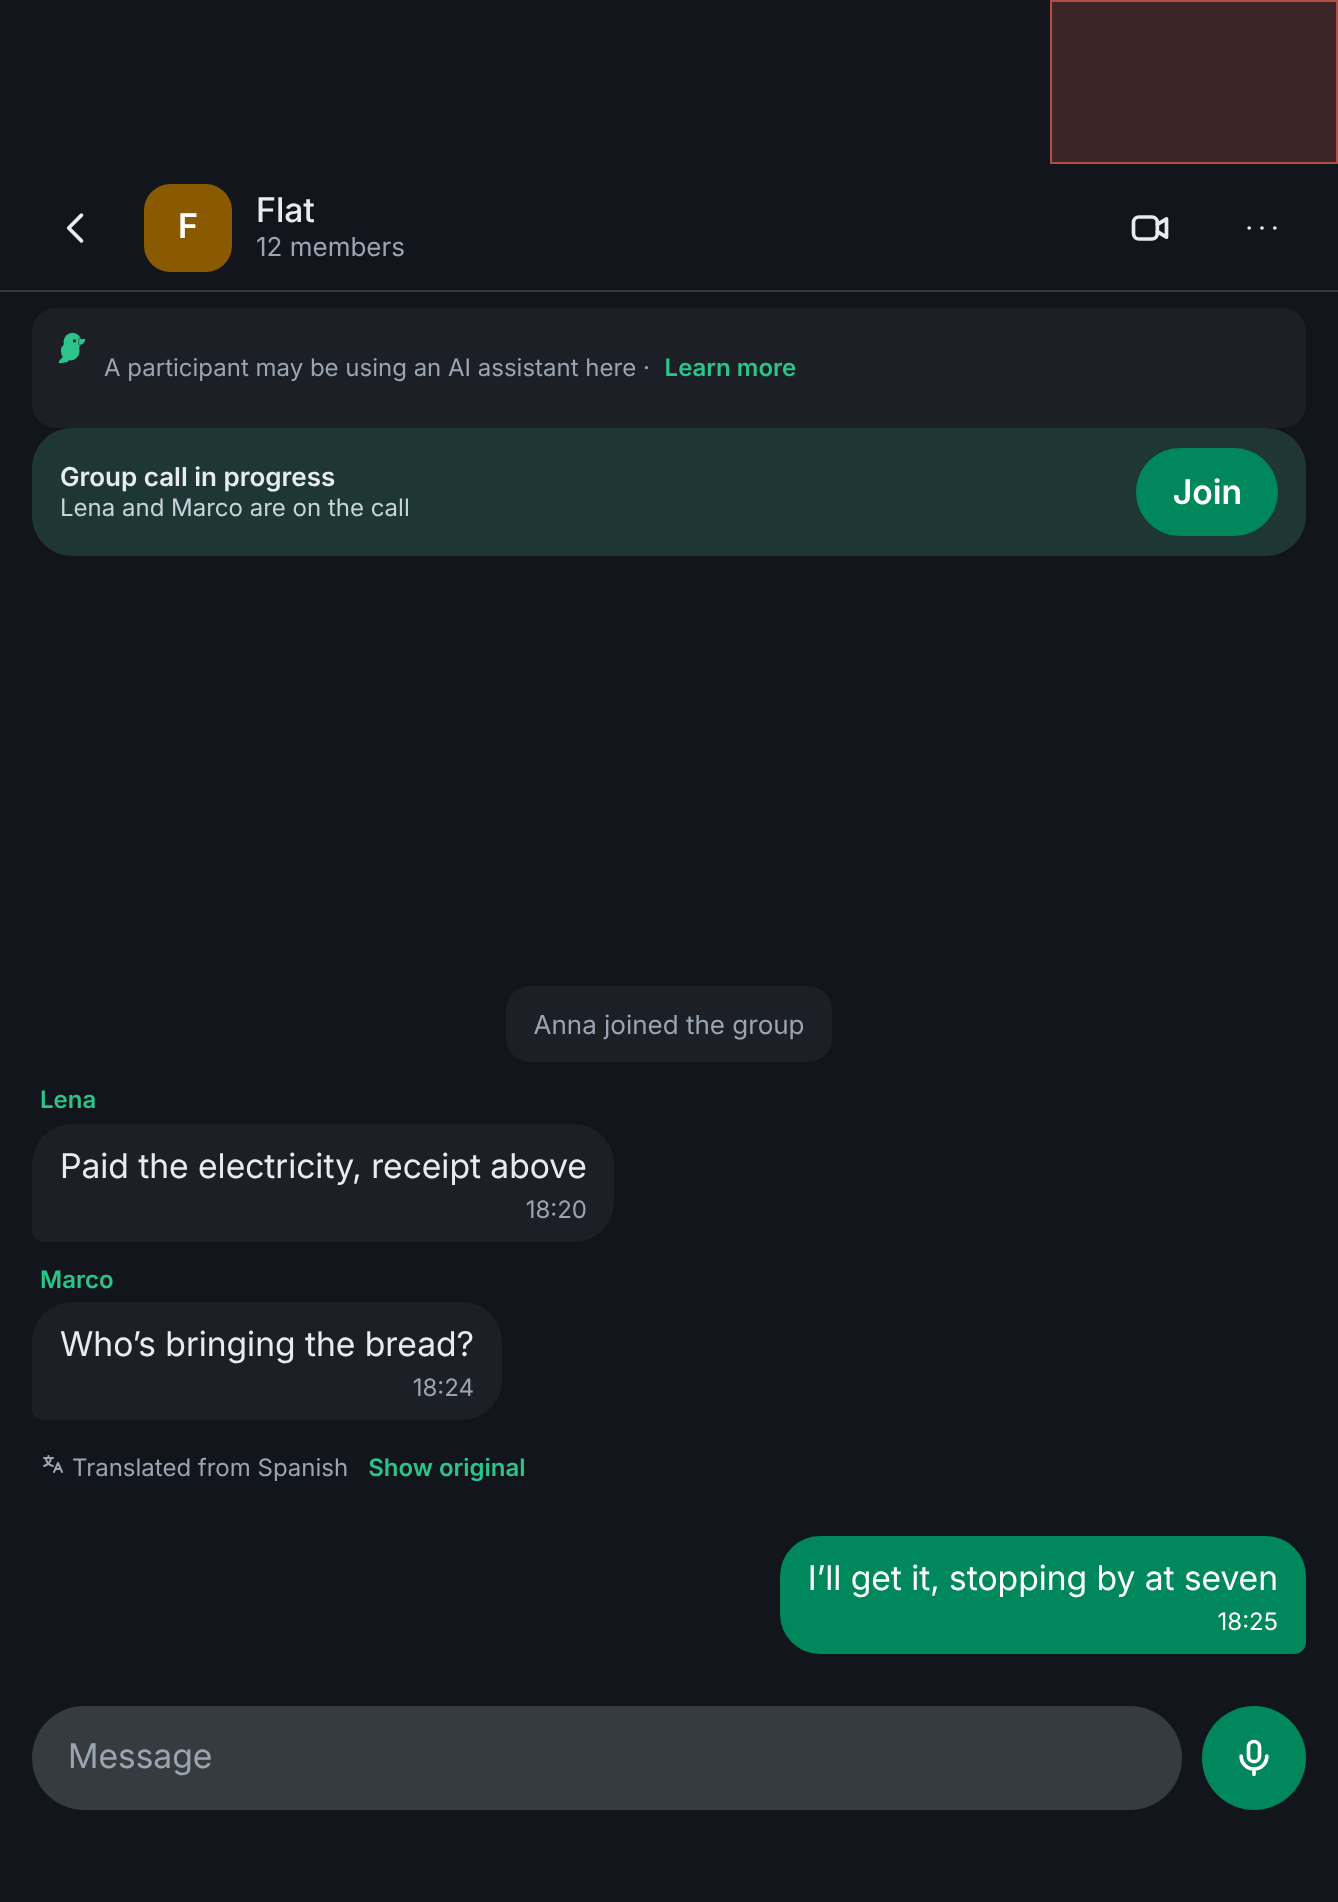 F
Flat
12 members
A participant may be using an AI assistant here · Learn more
Group call in progress
Lena and Marco are on the call
Join
Anna joined the group
Lena
Paid the electricity, receipt above
18:20
Marco
Who’s bringing the bread?
18:24
Translated from Spanish Show original
I’ll get it, stopping by at seven
18:25
Message